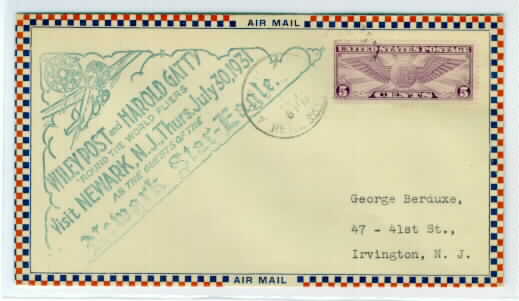 AIR MAIL
WILEY POST and HAROLD GATTY
ROUND THE WORLD FLIERS
Visit NEWARK, N.J., Thurs., July 30, 1931
AS THE GUESTS OF THE
Newark Star-Eagle.
UNITED STATES POSTAGE
5 CENTS 5
George Berduxe,
47 - 41st St.,
Irvington, N. J.
AIR MAIL